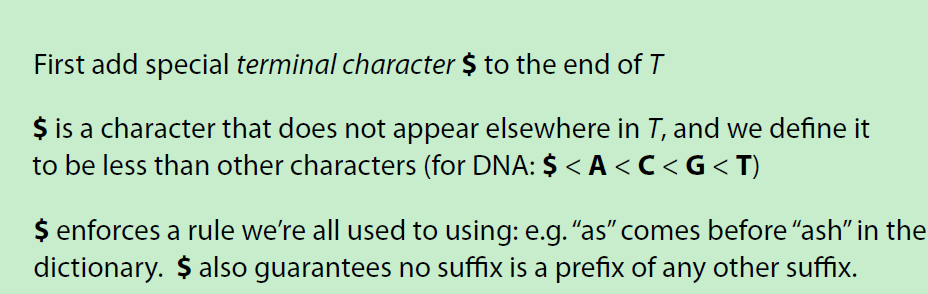 First add special terminal character $ to the end of T
$ is a character that does not appear elsewhere in T, and we define it
to be less than other characters (for DNA: $ < A < C < G < T)
$ enforces a rule we’re all used to using: e.g. “as” comes before “ash” in the
dictionary.  $ also guarantees no suffix is a prefix of any other suffix.